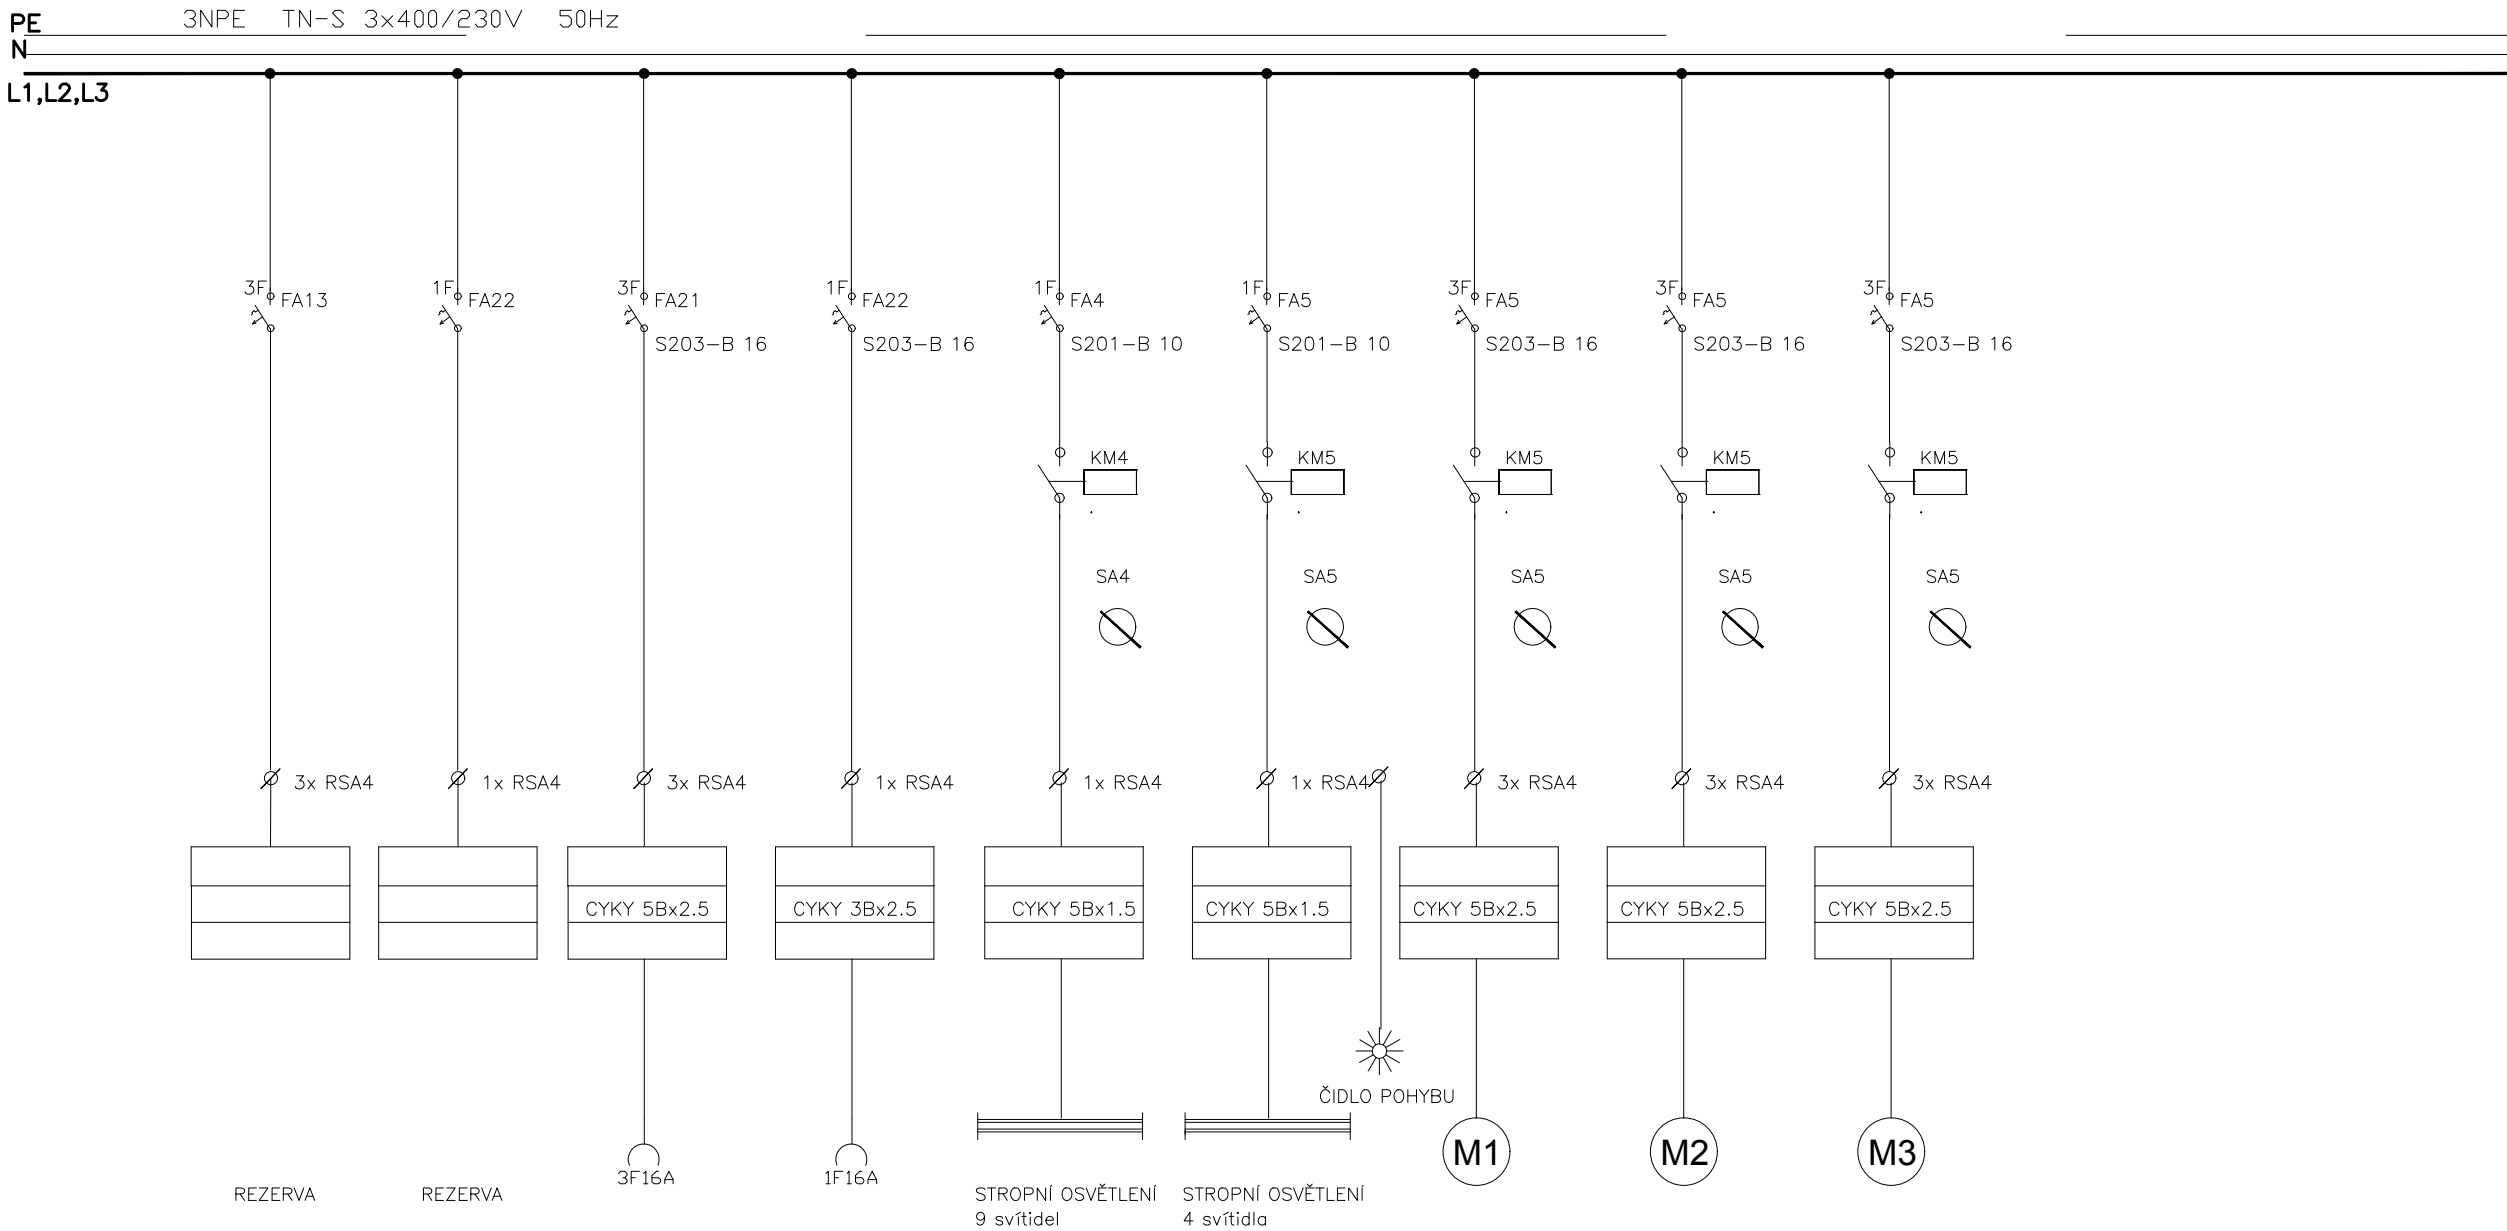 PE
3NPE TN-S 3x400/230V 50Hz
N
L1,L2,L3
3F FA13
1F FA22
3F FA21
S203-B 16
1F FA22
S203-B 16
1F FA4
S201-B 10
1F FA5
S201-B 10
3F FA5
S203-B 16
3F FA5
S203-B 16
3F FA5
S203-B 16
KM4
KM5
KM5
KM5
KM5
SA4
SA5
SA5
SA5
SA5
3x RSA4
1x RSA4
3x RSA4
1x RSA4
1x RSA4
1x RSA4
3x RSA4
3x RSA4
3x RSA4
CYKY 5Bx2.5
CYKY 3Bx2.5
CYKY 5Bx1.5
CYKY 5Bx1.5
CYKY 5Bx2.5
CYKY 5Bx2.5
CYKY 5Bx2.5
ČIDLO POHYBU
M1
M2
M3
3F16A
1F16A
REZERVA
REZERVA
STROPNÍ OSVĚTLENÍ
9 svítidel
STROPNÍ OSVĚTLENÍ
4 svítidla